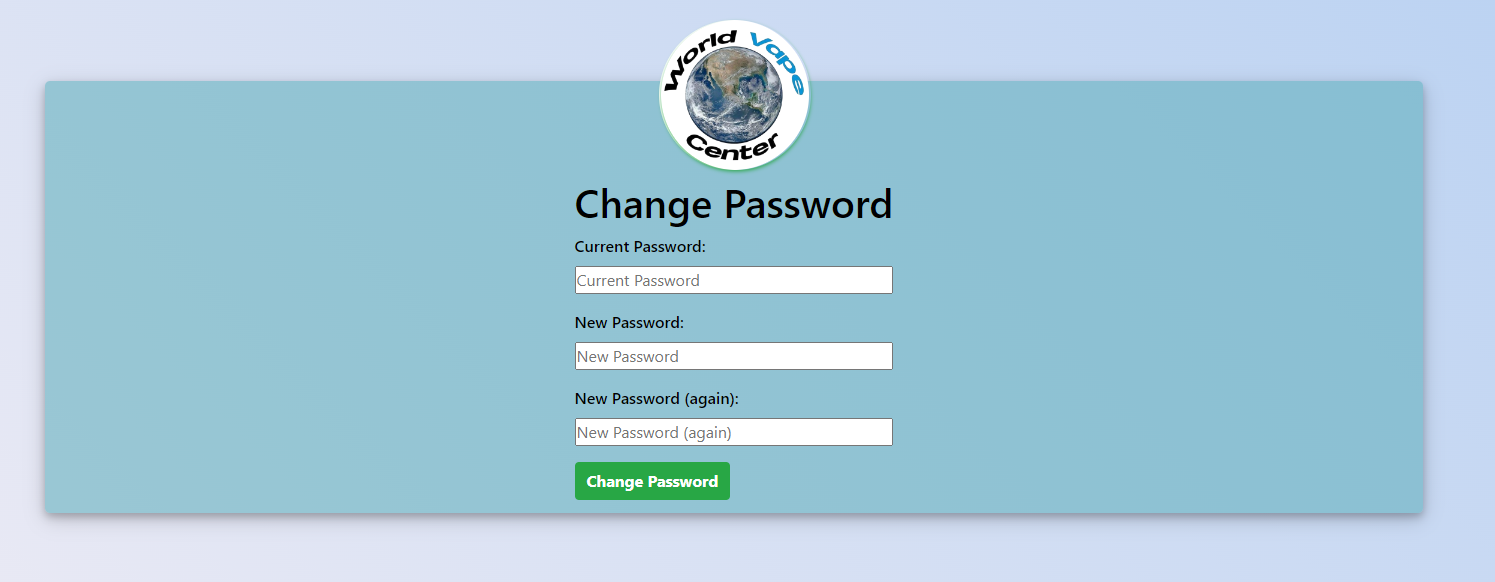 World Vape
Center
Change Password
Current Password:
Current Password
New Password:
New Password
New Password (again):
New Password (again)
Change Password